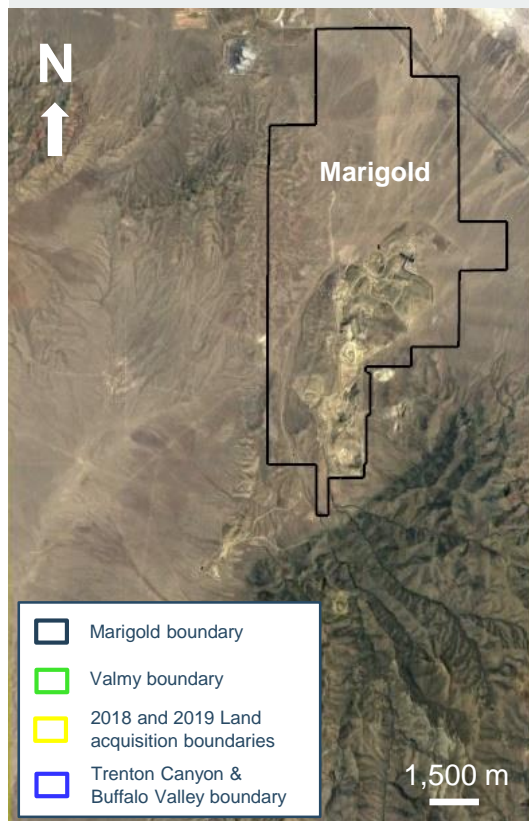 N
Marigold
Marigold boundary
Valmy boundary
2018 and 2019 Land
acquisition boundaries
Trenton Canyon &
Buffalo Valley boundary
1,500 m